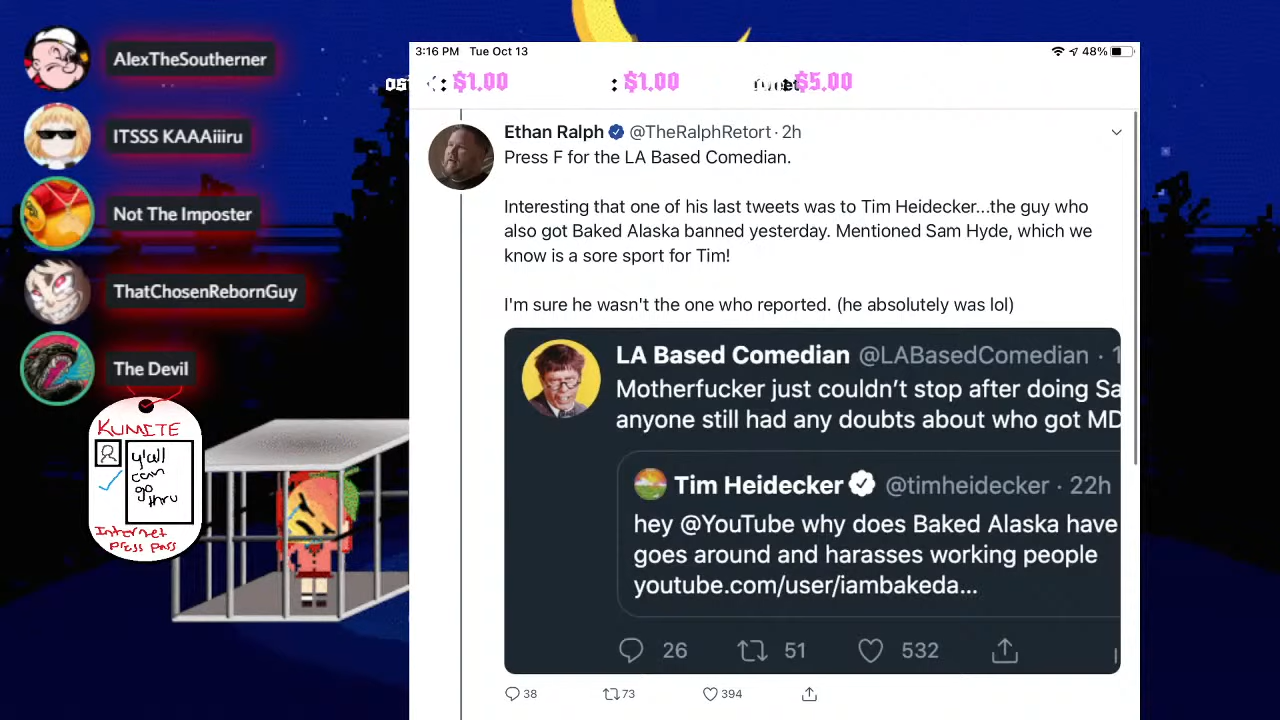 AlexTheSoutherner
ITSSS KAAAiiiru
Not The Imposter
ThatChosenRebornGuy
The Devil
KUMITE
y'all
can
go
thru
Internet
Press Pass
3:16 PM Tue Oct 13
48%
: $1.00 : $1.00 $5.00
Ethan Ralph @TheRalphRetort · 2h
Press F for the LA Based Comedian.
Interesting that one of his last tweets was to Tim Heidecker...the guy who
also got Baked Alaska banned yesterday. Mentioned Sam Hyde, which we
know is a sore sport for Tim!
I'm sure he wasn't the one who reported. (he absolutely was lol)
LA Based Comedian @LABasedComedian · 1
Motherfucker just couldn't stop after doing Sa
anyone still had any doubts about who got MD
Tim Heidecker @timheidecker · 22h
hey @YouTube why does Baked Alaska have
goes around and harasses working people
youtube.com/user/iambakeda...
26 51 532
38 73 394